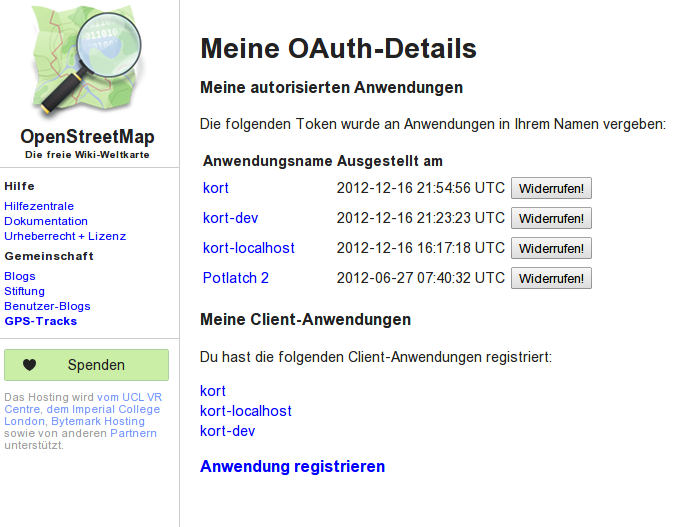 OpenStreetMap
Die freie Wiki-Weltkarte
Hilfe
Hilfezentrale
Dokumentation
Urheberrecht + Lizenz
Gemeinschaft
Blogs
Stiftung
Benutzer-Blogs
GPS-Tracks
Spenden
Das Hosting wird vom UCL VR
Centre, dem Imperial College
London, Bytemark Hosting
sowie von anderen Partnern
unterstützt.
Meine OAuth-Details
Meine autorisierten Anwendungen
Die folgenden Token wurde an Anwendungen in Ihrem Namen vergeben:
Anwendungsname Ausgestellt am
kort 2012-12-16 21:54:56 UTC Widerrufen!
kort-dev 2012-12-16 21:23:23 UTC Widerrufen!
kort-localhost 2012-12-16 16:17:18 UTC Widerrufen!
Potlatch 2 2012-06-27 07:40:32 UTC Widerrufen!
Meine Client-Anwendungen
Du hast die folgenden Client-Anwendungen registriert:
kort
kort-localhost
kort-dev
Anwendung registrieren